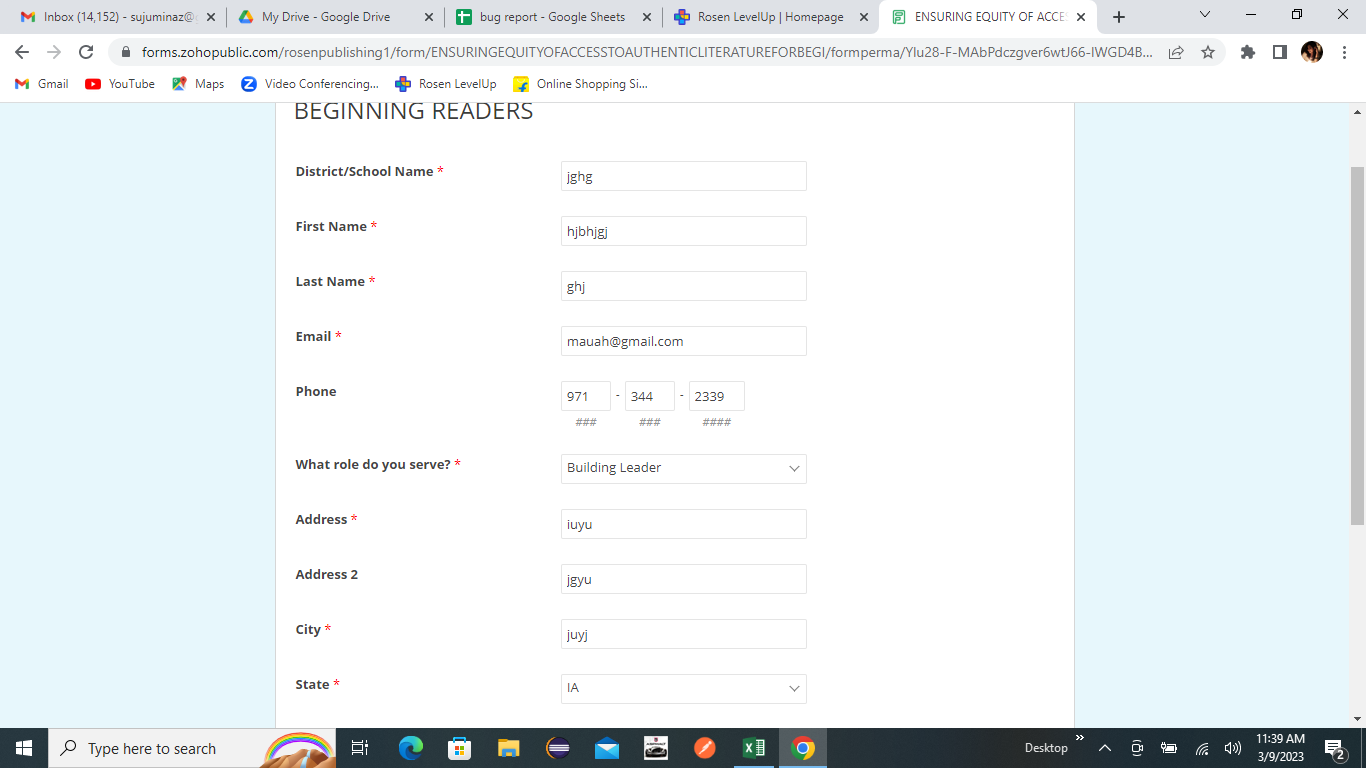 Inbox (14,152) - sujuminaz@
My Drive - Google Drive
bug report - Google Sheets
Rosen LevelUp | Homepage
ENSURING EQUITY OF ACCES
forms.zohopublic.com/rosenpublishing1/form/ENSURINGEQUITYOFACCESSTOAUTHENTICLITERATUREFORBEGI/formperma/YIu28-F-MAbPdczgver6wtJ66-IWGD4B...
Gmail
YouTube
Maps
Video Conferencing...
Rosen LevelUp
Online Shopping Si...
BEGINNING READERS
District/School Name *
jghg
First Name *
hjbhjgj
Last Name *
ghj
Email *
mauah@gmail.com
Phone
971 - 344 - 2339
### ### ####
What role do you serve? *
Building Leader
Address *
iuyu
Address 2
jgyu
City *
juyj
State *
IA
Type here to search
Desktop
11:39 AM
3/9/2023
2